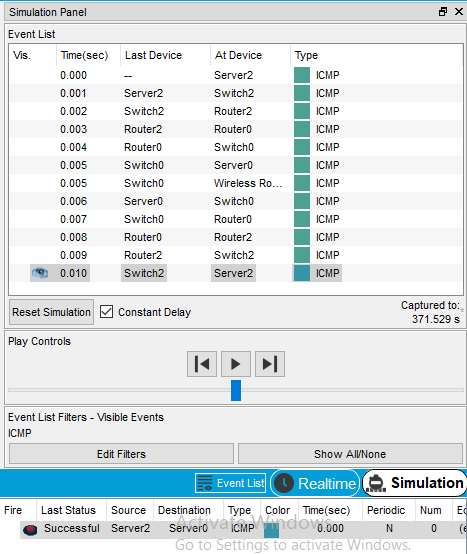 Simulation Panel
Event List
Vis. Time(sec) Last Device At Device Type
0.000 -- Server2 ICMP
0.001 Server2 Switch2 ICMP
0.002 Switch2 Router2 ICMP
0.003 Router2 Router0 ICMP
0.004 Router0 Switch0 ICMP
0.005 Switch0 Server0 ICMP
0.005 Switch0 Wireless Ro... ICMP
0.006 Server0 Switch0 ICMP
0.007 Switch0 Router0 ICMP
0.008 Router0 Router2 ICMP
0.009 Router2 Switch2 ICMP
0.010 Switch2 Server2 ICMP
Reset Simulation Constant Delay Captured to:
371.529 s
Play Controls
Event List Filters - Visible Events
ICMP
Edit Filters Show All/None
Event List Realtime Simulation
Fire Last Status Source Destination Type Color Time(sec) Periodic Num Ec
Successful Server2 Server0 ICMP 0.000 N 0 (e
Activate Windows
Go to Settings to activate Windows.